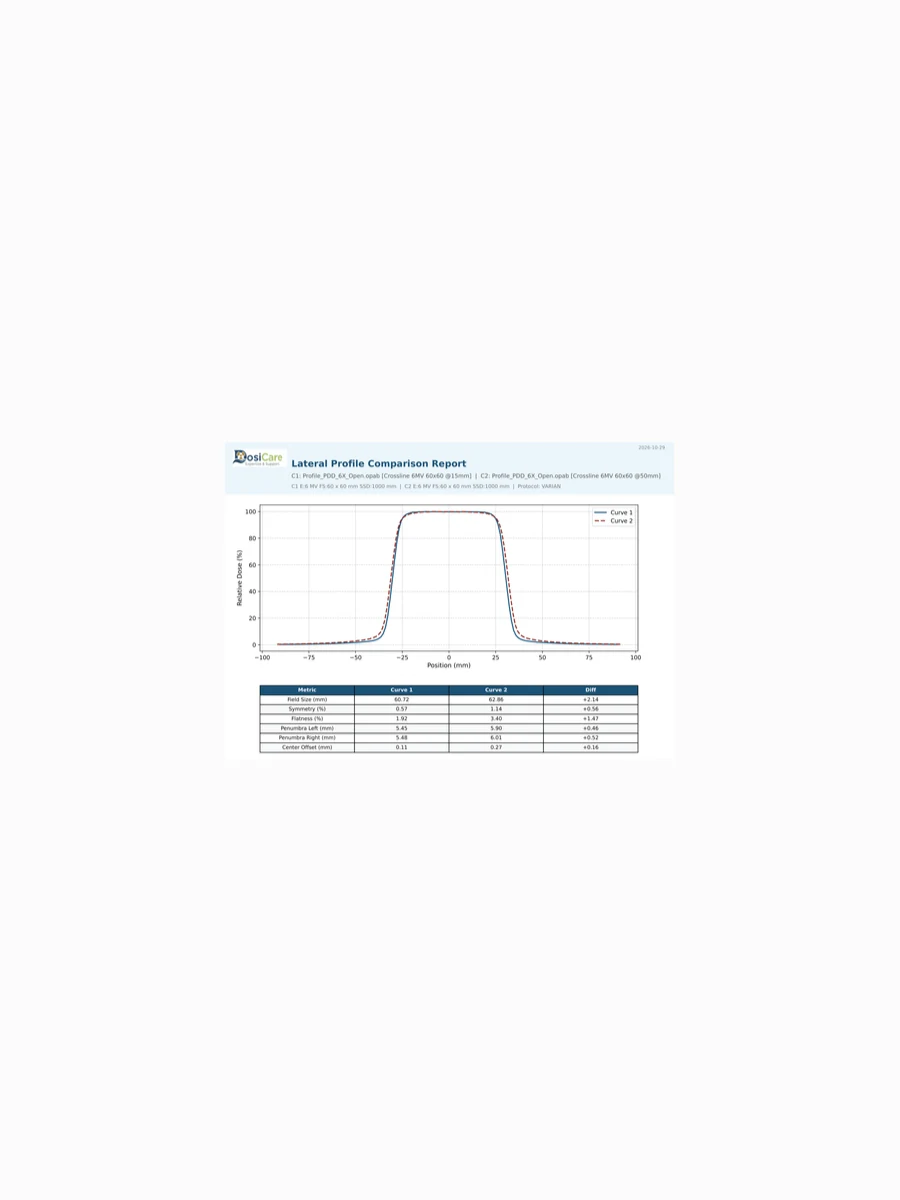 DosiCare
Lateral Profile Comparison Report
C1: Profile_PDD_6X_Open.opab [Crossline 6MV 60x60 @15mm] | C2: Profile_PDD_6X_Open.opab [Crossline 6MV 60x60 @50mm]
C1 E:6 MV FS:60 x 60 mm SSD:1000 mm | C2 E:6 MV FS:60 x 60 mm SSD:1000 mm | Protocol: VARIAN
Relative Dose (%)
100
80
60
40
20
0
Curve 1
Curve 2
−100 −75 −50 −25 0 25 50 75 100
Position (mm)
Metric Curve 1 Curve 2 Diff
Field Size (mm) 60.72 62.86 +2.14
Symmetry (%) 0.57 1.14 +0.56
Flatness (%) 1.92 3.40 +1.47
Penumbra Left (mm) 5.45 5.90 +0.46
Penumbra Right (mm) 5.48 6.01 +0.52
Center Offset (mm) 0.11 0.27 +0.16